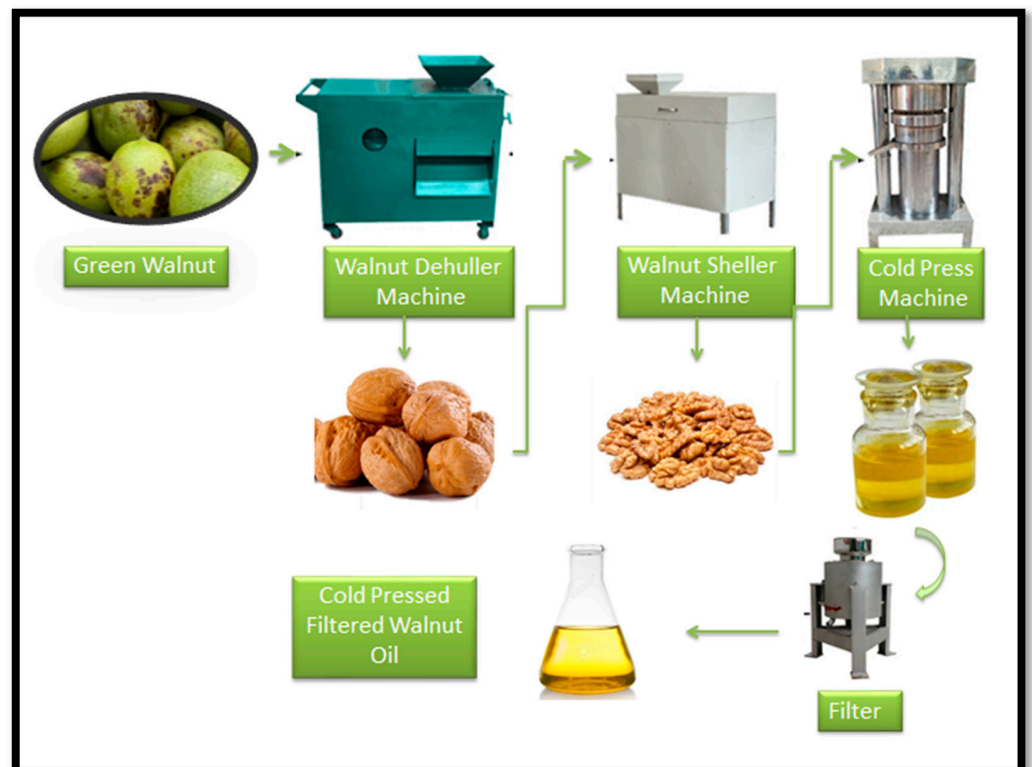 Green Walnut
Walnut Dehuller
Machine
Walnut Sheller
Machine
Cold Press
Machine
Cold Pressed
Filtered Walnut
Oil
Filter